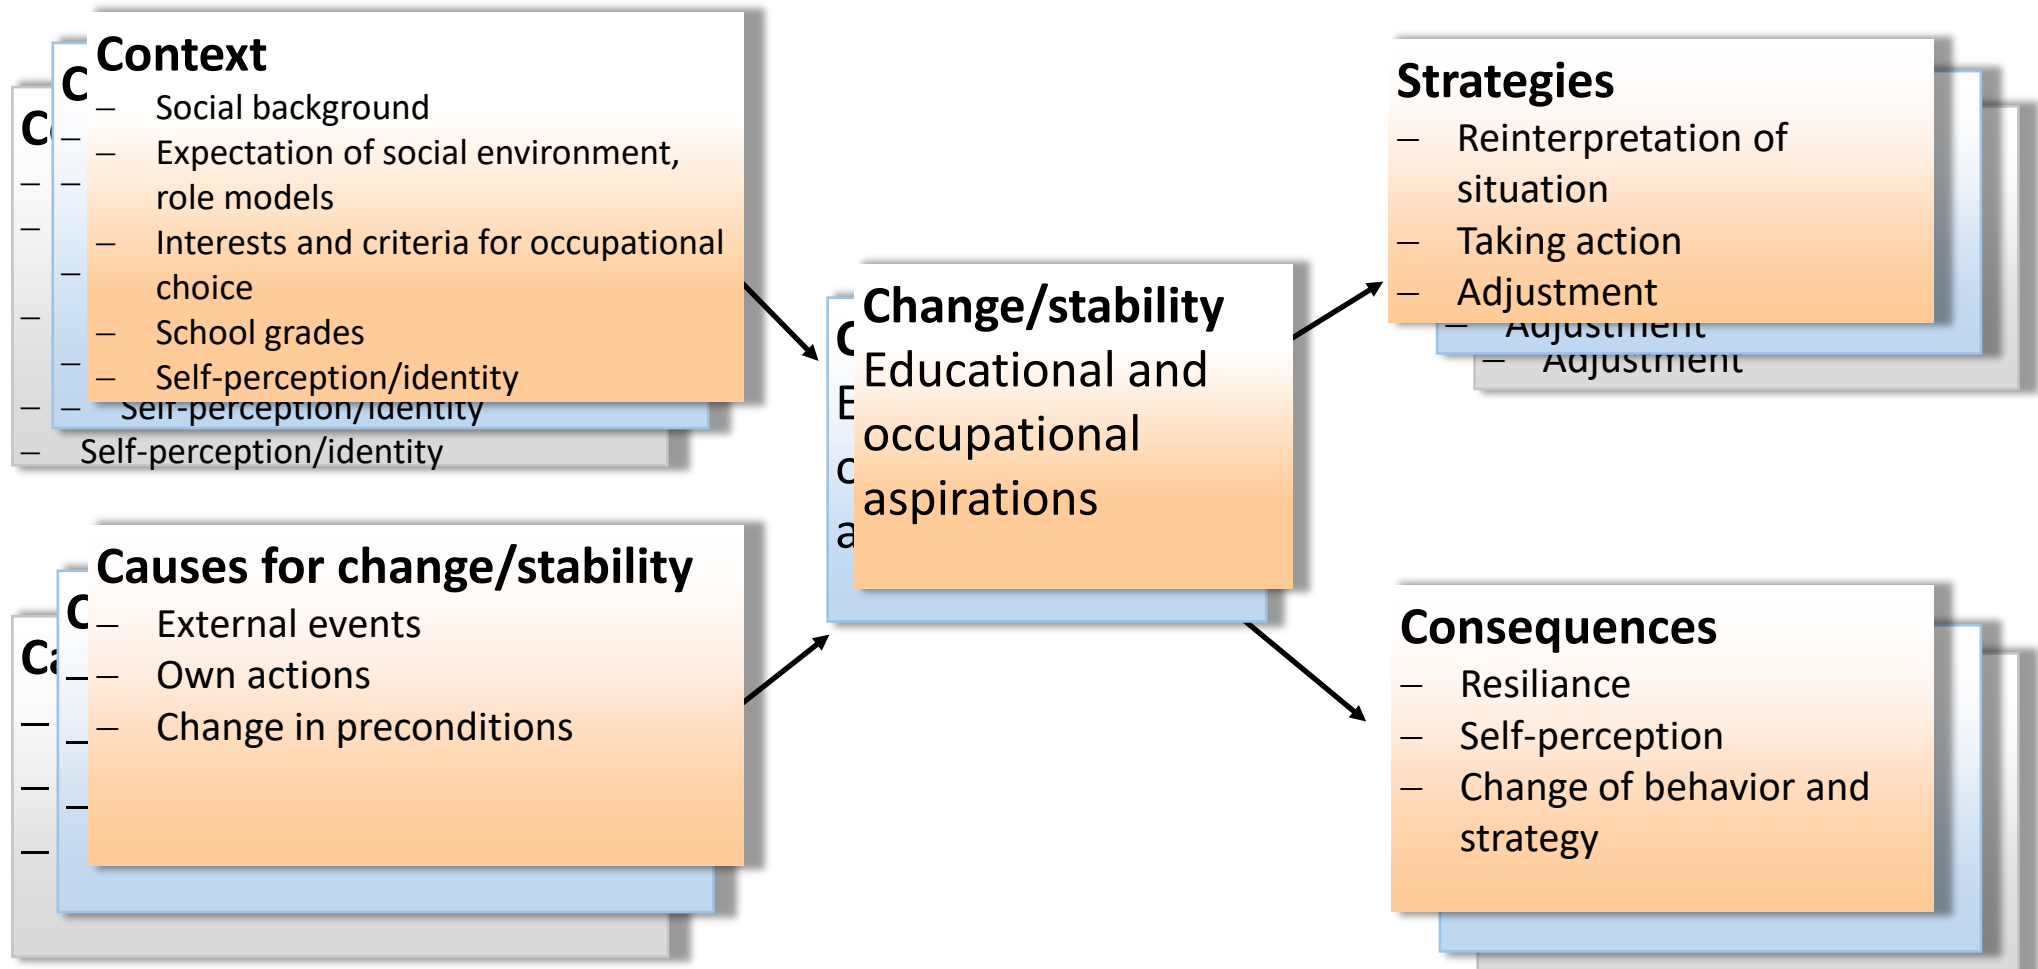 Context
– Social background
– Expectation of social environment,
role models
– Interests and criteria for occupational
choice
– School grades
– Self-perception/identity
– Self-perception/identity
– Self-perception/identity
Causes for change/stability
– External events
– Own actions
– Change in preconditions
Change/stability
Educational and
occupational
aspirations
Strategies
– Reinterpretation of
situation
– Taking action
– Adjustment
– Adjustment
– Adjustment
Consequences
– Resiliance
– Self-perception
– Change of behavior and
strategy